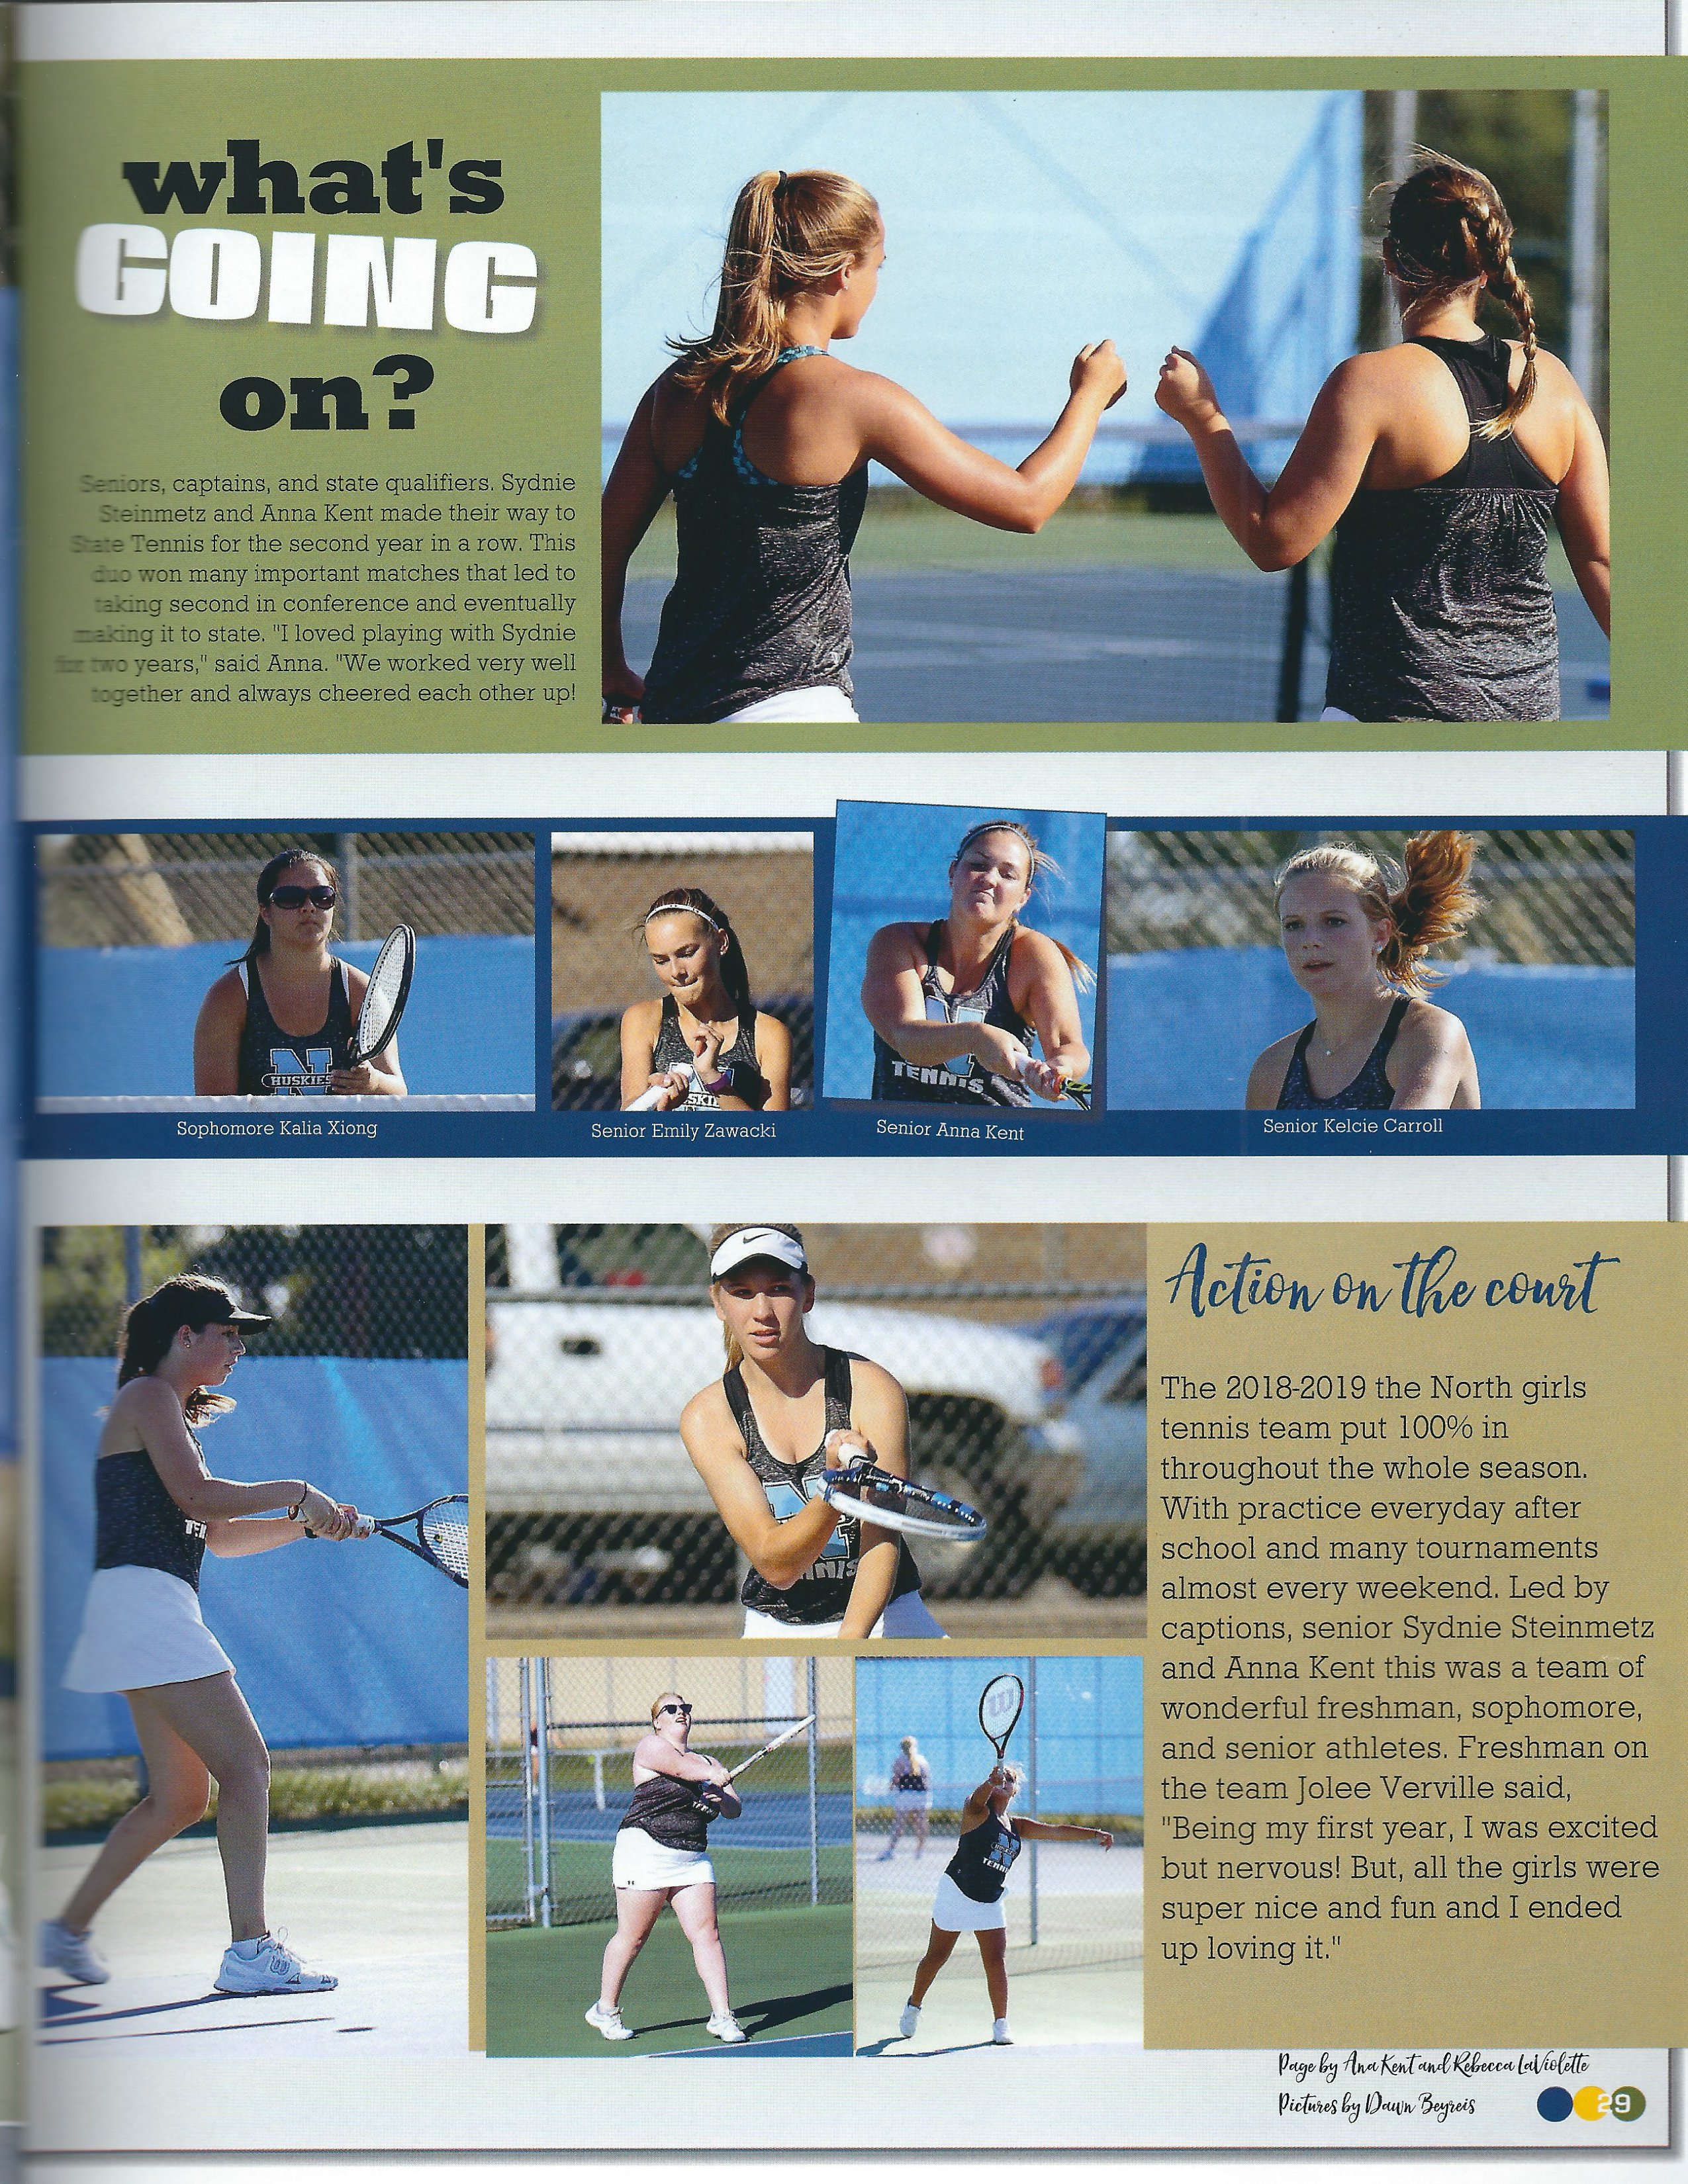 what's
GOING
on?
Seniors, captains, and state qualifiers. Sydnie
Steinmetz and Anna Kent made their way to
State Tennis for the second year in a row. This
duo won many important matches that led to
taking second in conference and eventually
making it to state. "I loved playing with Sydnie
for two years," said Anna. "We worked very well
together and always cheered each other up!
N
HUSKIES
SKIE
TENNIS
Sophomore Kalia Xiong
Senior Emily Zawacki
Senior Anna Kent
Senior Kelcie Carroll
Action on the court
The 2018-2019 the North girls
tennis team put 100% in
throughout the whole season.
With practice everyday after
school and many tournaments
almost every weekend. Led by
captions, senior Sydnie Steinmetz
and Anna Kent this was a team of
wonderful freshman, sophomore,
and senior athletes. Freshman on
the team Jolee Verville said,
"Being my first year, I was excited
but nervous! But, all the girls were
super nice and fun and I ended
up loving it."
Page by Ana Kent and Rebecca LaViolette
Pictures by Dawn Beyreis
29